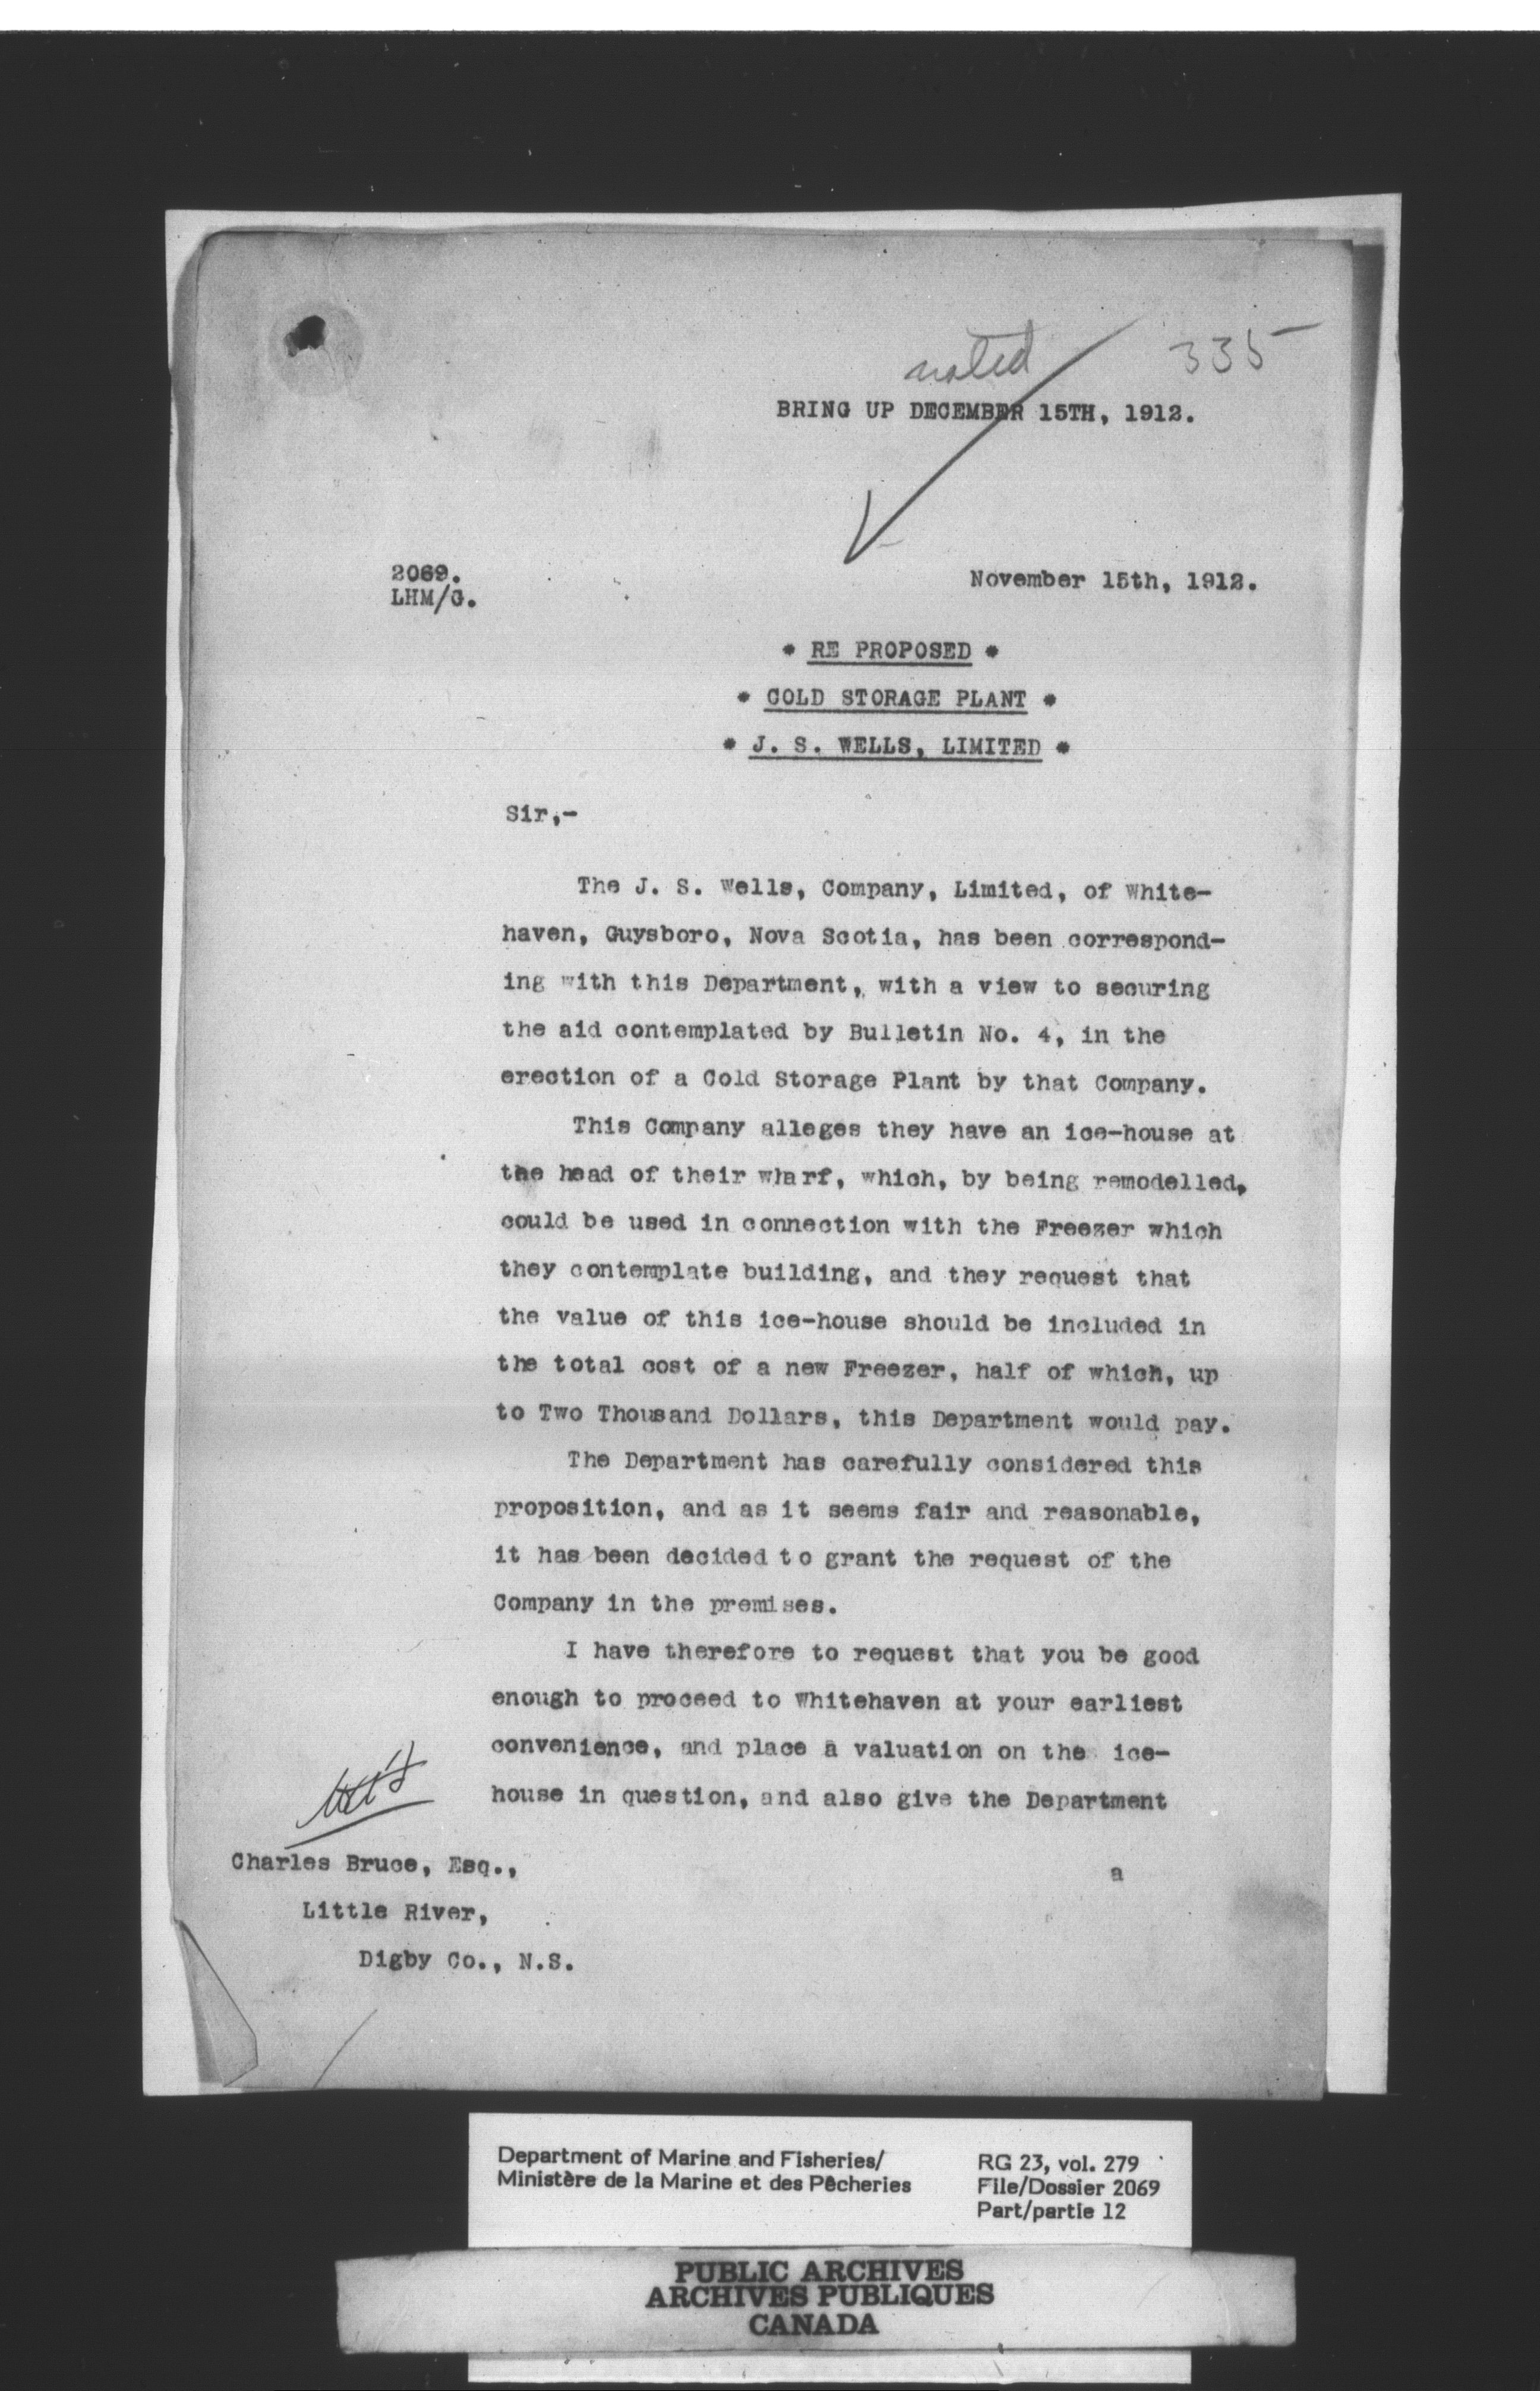 noted
335
BRING UP DECEMBER 15TH, 1912.
2069.
LHM/G.
November 15th, 1912.
* RE PROPOSED *
* COLD STORAGE PLANT *
* J. S. WELLS, LIMITED *
Sir,-
The J. S. Wells, Company, Limited, of White-
haven, Guysboro, Nova Scotia, has been correspond-
ing with this Department, with a view to securing
the aid contemplated by Bulletin No. 4, in the
erection of a Cold Storage Plant by that Company.
This Company alleges they have an ice-house at
the head of their wharf, which, by being remodelled,
could be used in connection with the Freezer which
they contemplate building, and they request that
the value of this ice-house should be included in
the total cost of a new Freezer, half of which, up
to Two Thousand Dollars, this Department would pay.
The Department has carefully considered this
proposition, and as it seems fair and reasonable,
it has been decided to grant the request of the
Company in the premises.
I have therefore to request that you be good
enough to proceed to Whitehaven at your earliest
convenience, and place a valuation on the ice-
house in question, and also give the Department
a
Charles Bruce, Esq.,
Little River,
Digby Co., N.S.
Department of Marine and Fisheries/
Ministère de la Marine et des Pêcheries
RG 23, vol. 279
File/Dossier 2069
Part/partie 12
PUBLIC ARCHIVES
ARCHIVES PUBLIQUES
CANADA